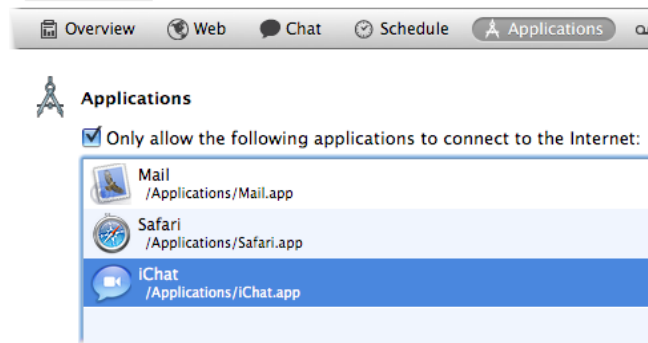 Overview Web Chat Schedule Applications
Applications
Only allow the following applications to connect to the Internet:
Mail
/Applications/Mail.app
Safari
/Applications/Safari.app
iChat
/Applications/iChat.app